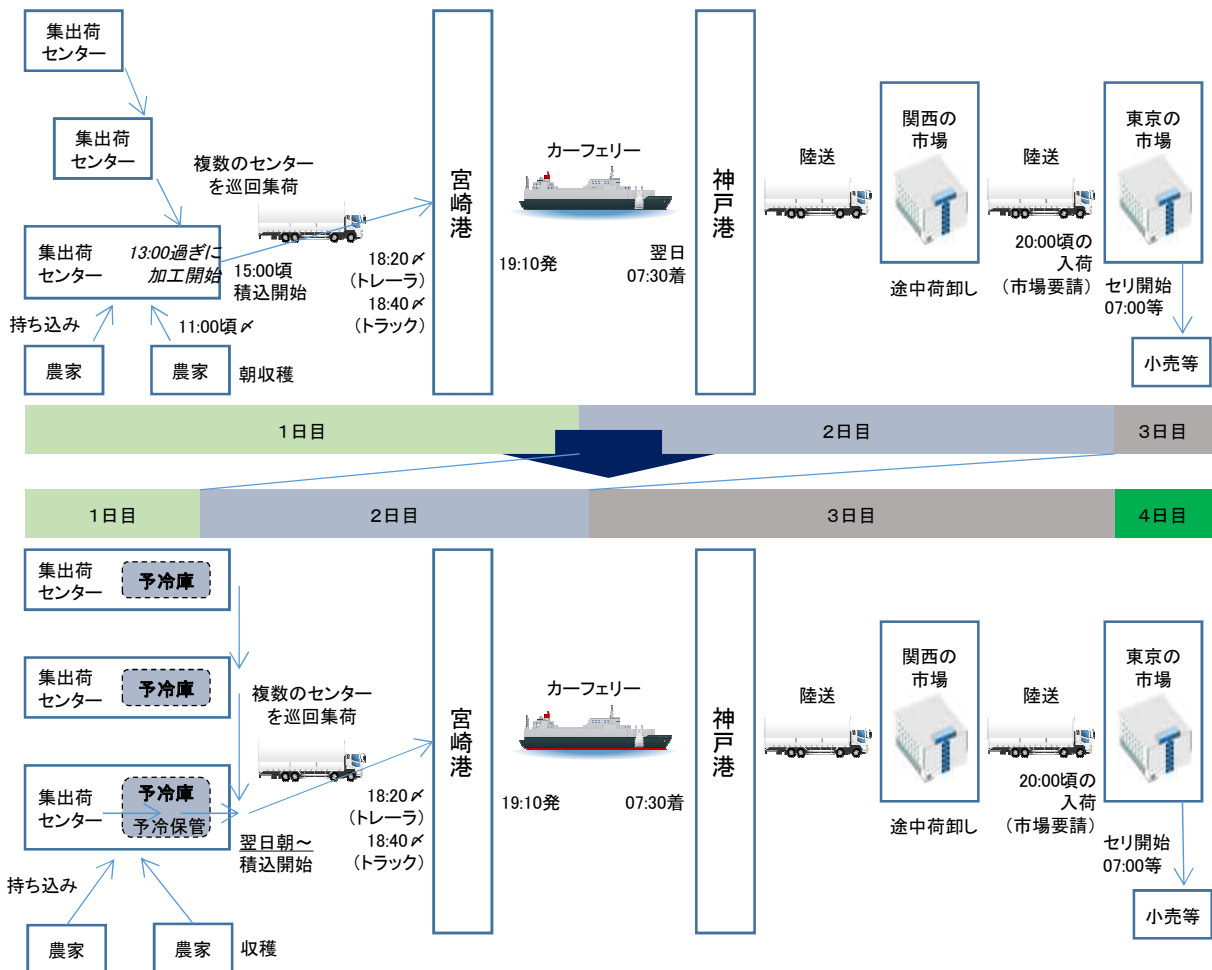 集出荷
センター
集出荷
センター
複数のセンター
を巡回集荷
集出荷
センター
13:00過ぎに
加工開始
15:00頃
積込開始
18:20〆
(トレーラ)
18:40〆
(トラック)
持ち込み
11:00頃〆
農家
農家
朝収穫
宮崎港
カーフェリー
19:10発
翌日
07:30着
神戸港
陸送
関西の
市場
途中荷卸し
陸送
20:00頃の
入荷
(市場要請)
東京の
市場
セリ開始
07:00等
小売等
1日目
2日目
3日目
1日目
2日目
3日目
4日目
集出荷
センター
予冷庫
集出荷
センター
予冷庫
複数のセンター
を巡回集荷
集出荷
センター
予冷庫
予冷保管
翌日朝～
積込開始
18:20〆
(トレーラ)
18:40〆
(トラック)
持ち込み
農家
農家
収穫
宮崎港
カーフェリー
19:10発
07:30着
神戸港
陸送
関西の
市場
途中荷卸し
陸送
20:00頃の
入荷
(市場要請)
東京の
市場
セリ開始
07:00等
小売等